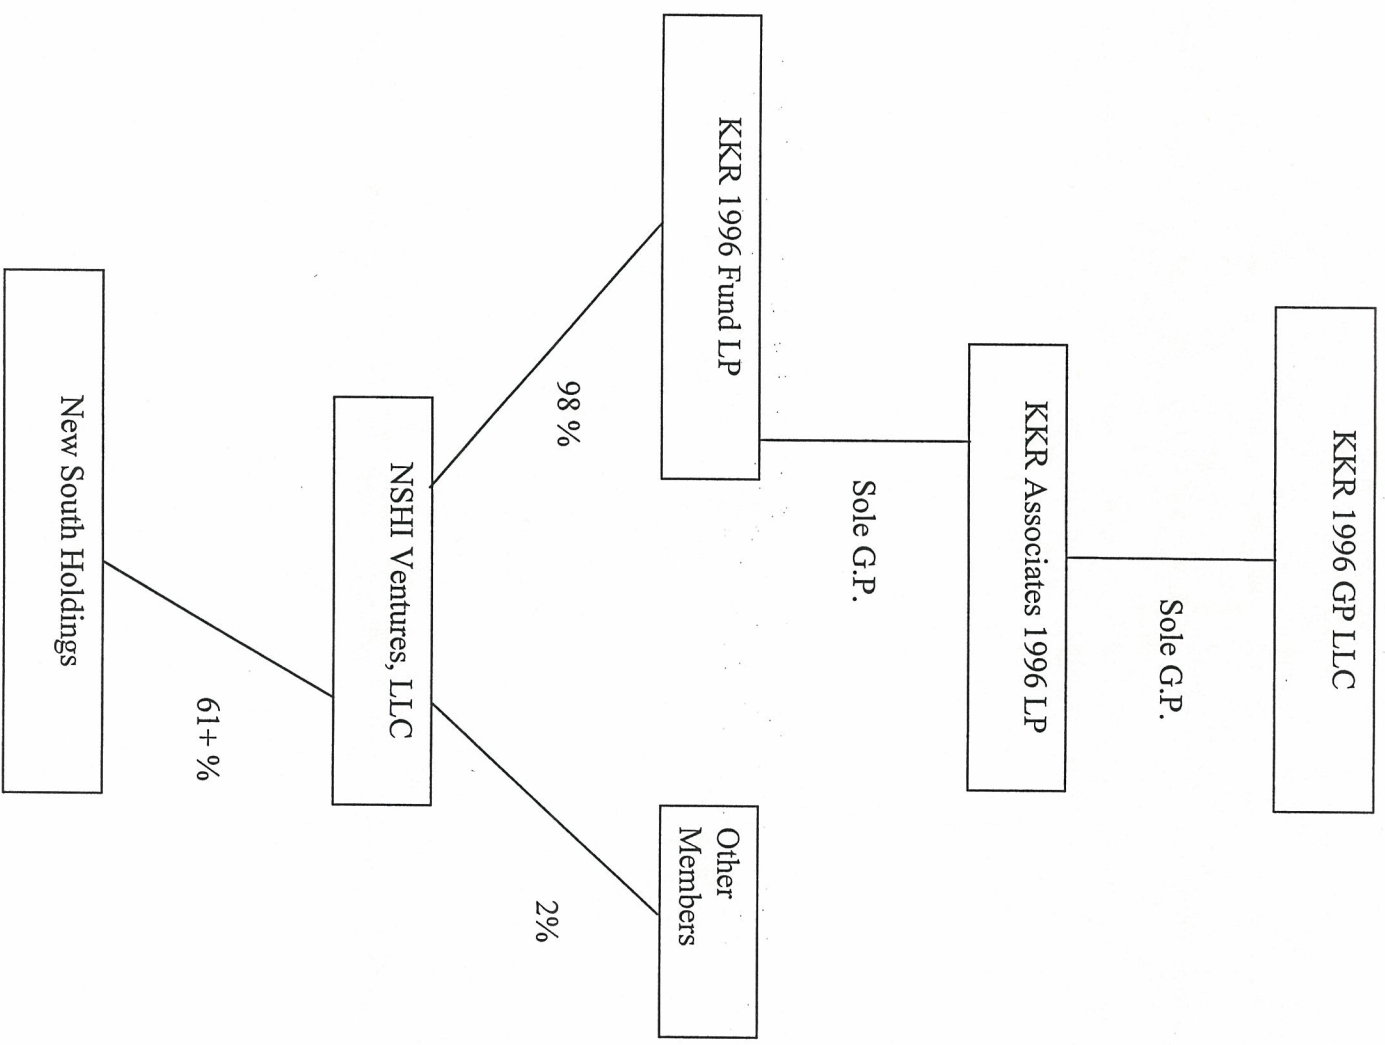 KKR 1996 GP LLC
Sole G.P.
KKR Associates 1996 LP
Sole G.P.
KKR 1996 Fund LP
Other
Members
98 %
2%
NSHI Ventures, LLC
61+ %
New South Holdings